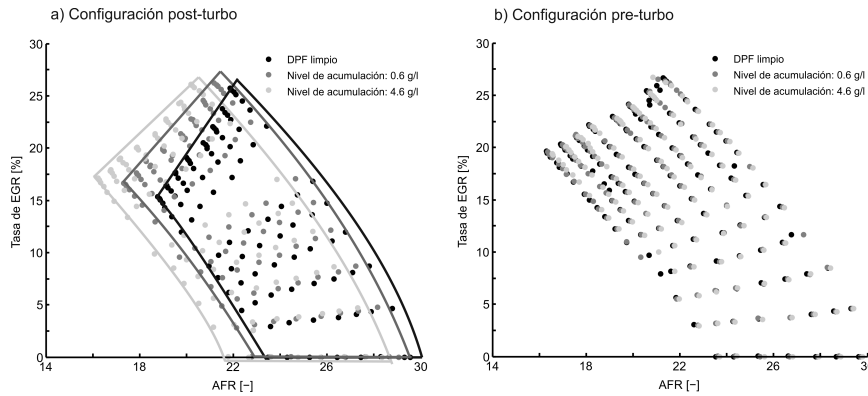 a) Configuración post-turbo
30
25
20
15
10
5
0
14
18
22
26
30
Tasa de EGR [%]
AFR [−]
DPF limpio
Nivel de acumulación: 0.6 g/l
Nivel de acumulación: 4.6 g/l
b) Configuración pre-turbo
30
25
20
15
10
5
0
14
18
22
26
Tasa de EGR [%]
AFR [−]
DPF limpio
Nivel de acumulación: 0.6 g/l
Nivel de acumulación: 4.6 g/l